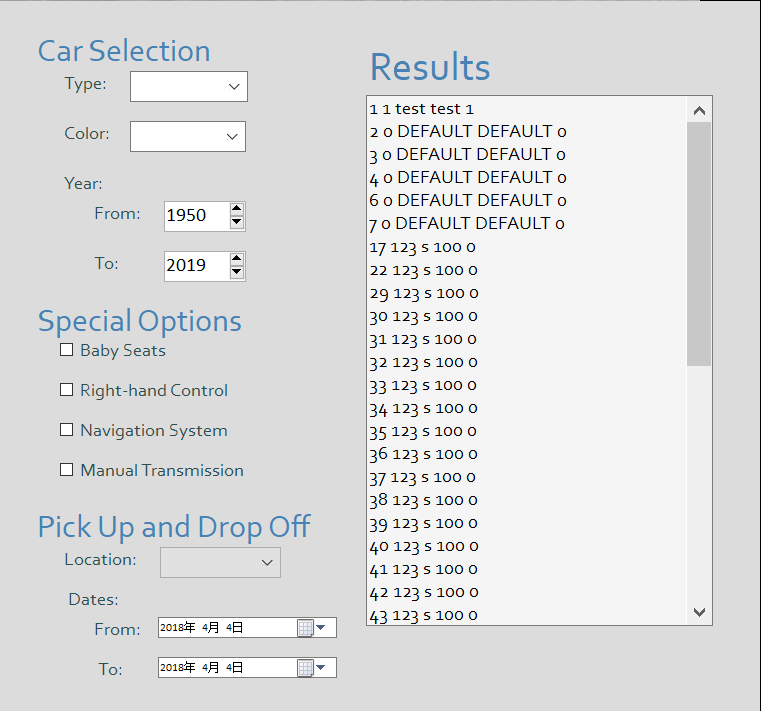 Car Selection
Type:
Color:
Year:
From: 1950
To: 2019
Special Options
Baby Seats
Right-hand Control
Navigation System
Manual Transmission
Pick Up and Drop Off
Location:
Dates:
From: 2018年 4月 4日
To: 2018年 4月 4日
Results
1 1 test test 1
2 0 DEFAULT DEFAULT 0
3 0 DEFAULT DEFAULT 0
4 0 DEFAULT DEFAULT 0
6 0 DEFAULT DEFAULT 0
7 0 DEFAULT DEFAULT 0
17 123 s 100 0
22 123 s 100 0
29 123 s 100 0
30 123 s 100 0
31 123 s 100 0
32 123 s 100 0
33 123 s 100 0
34 123 s 100 0
35 123 s 100 0
36 123 s 100 0
37 123 s 100 0
38 123 s 100 0
39 123 s 100 0
40 123 s 100 0
41 123 s 100 0
42 123 s 100 0
43 123 s 100 0